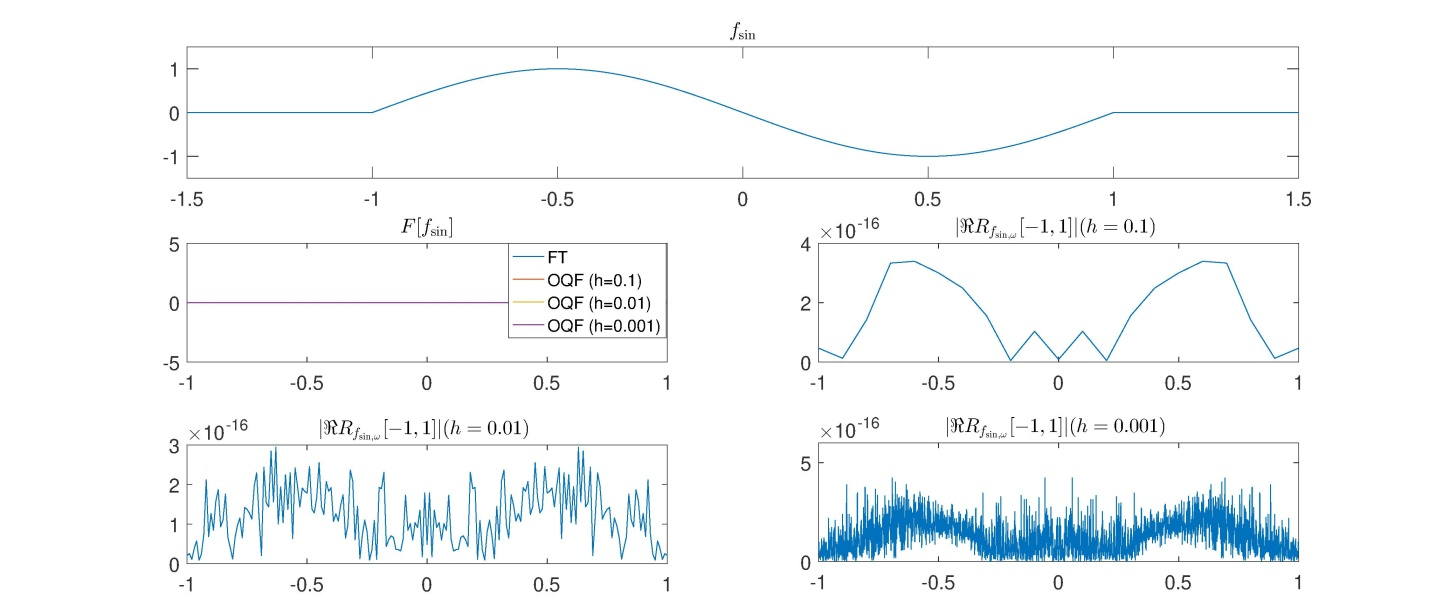 f_sin
1
0
-1
-1.5 -1 -0.5 0 0.5 1 1.5
F[f_sin]
5
0
-5
-1 -0.5 0 0.5 1
FT
OQF (h=0.1)
OQF (h=0.01)
OQF (h=0.001)
×10^-16 |ℜR_{f_sin,ω}[−1, 1]|(h = 0.1)
4
2
0
-1 -0.5 0 0.5 1
×10^-16 |ℜR_{f_sin,ω}[−1, 1]|(h = 0.01)
3
2
1
0
-1 -0.5 0 0.5 1
×10^-16 |ℜR_{f_sin,ω}[−1, 1]|(h = 0.001)
5
0
-1 -0.5 0 0.5 1